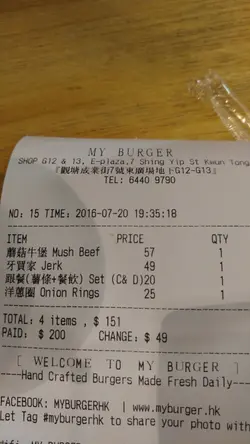 MY BURGER
SHOP G12 & 13, E-plaza,7 Shing Yip St Kwun Tong
『觀塘成業街7號東廣場地下G12-G13』
TEL: 6440 9790
NO: 15 TIME: 2016-07-20 19:35:18
ITEM PRICE QTY
蘑菇牛堡 Mush Beef 57 1
牙買家 Jerk 49 1
跟餐(薯條+餐飲) Set (C& D)20 1
洋蔥圈 Onion Rings 25 1
TOTAL: 4 items , $ 151
PAID: $ 200 CHANGE: $ 49
[ WELCOME TO MY BURGER ]
----Hand Crafted Burgers Made Fresh Daily----
FACEBOOK: MYBURGERHK | www.myburger.hk
Let Tag #myburgerhk to share your photo with